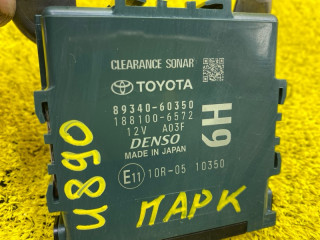 CLEARANCE SONAR
TOYOTA
89340-60350
188100-6572
12V A03F
DENSO
MADE IN JAPAN
E11 10R-05 10350
H9
и890
ПАРК